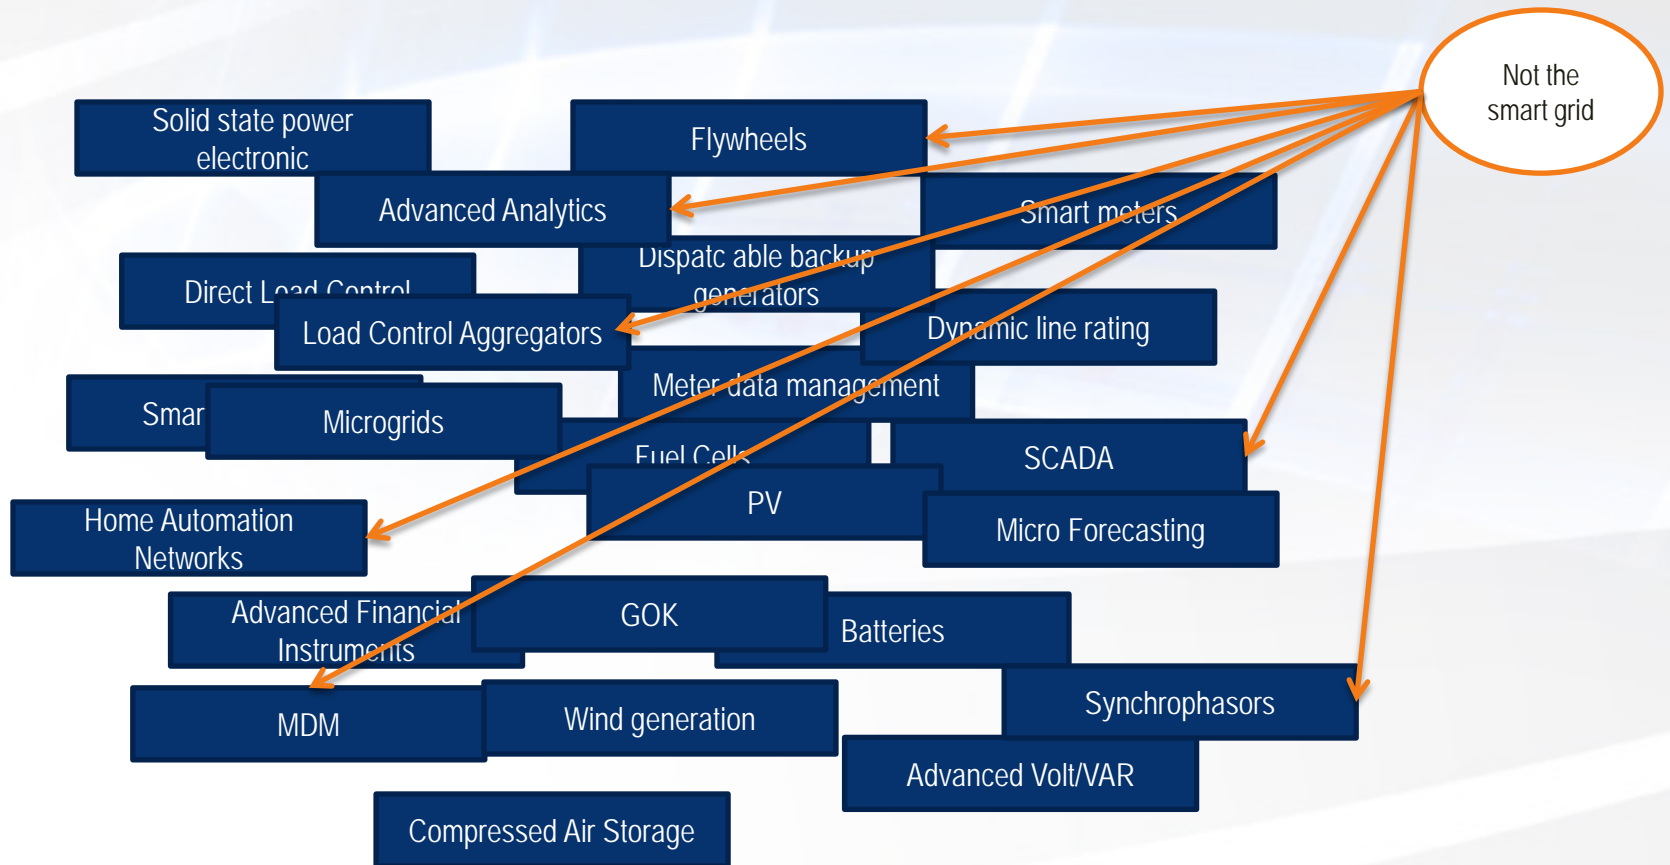 Not the
smart grid
Solid state power
electronic
Flywheels
Advanced Analytics
Smart meters
Dispatc able backup
generators
Direct Load Control
Load Control Aggregators
Dynamic line rating
Meter data management
Smar
Microgrids
Fuel Cells
SCADA
PV
Home Automation
Networks
Micro Forecasting
Advanced Financial
Instruments
GOK
Batteries
MDM
Wind generation
Synchrophasors
Advanced Volt/VAR
Compressed Air Storage